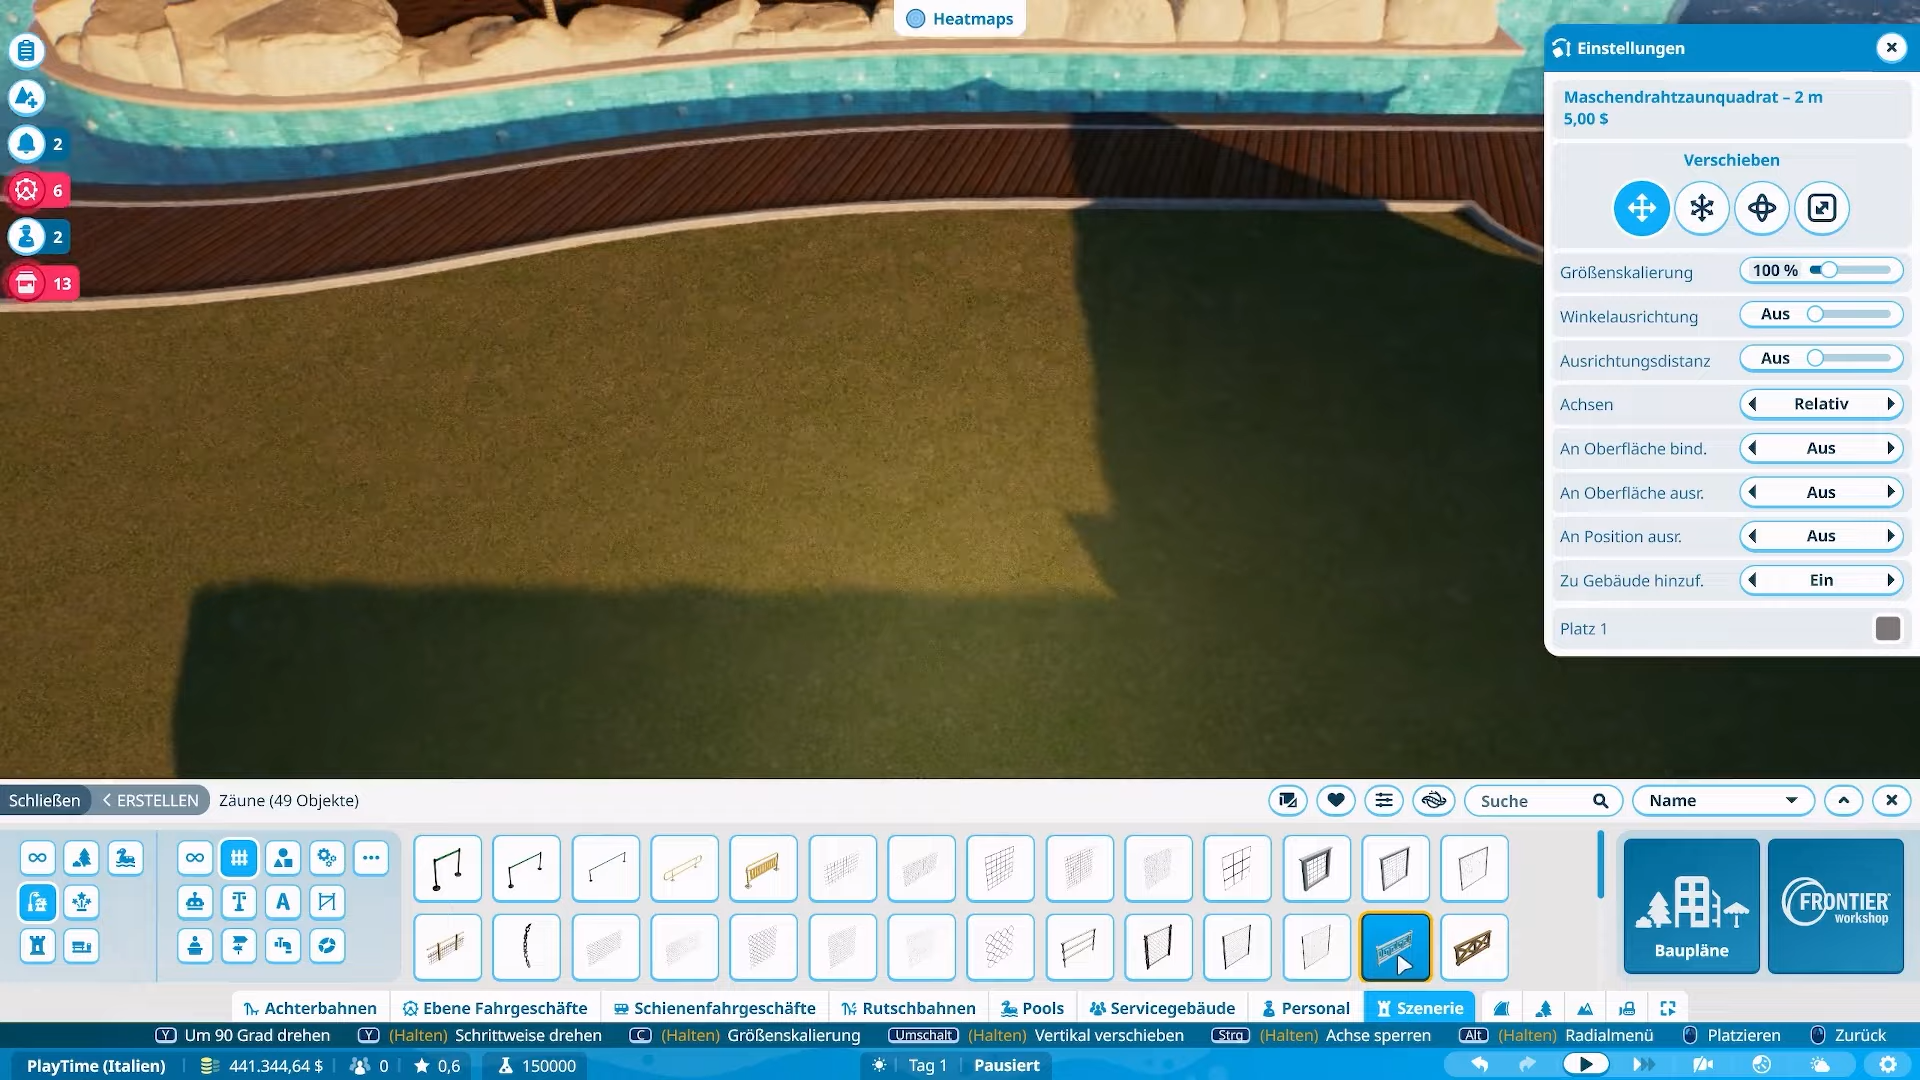 Heatmaps
Einstellungen
Maschendrahtzaunquadrat – 2 m
5,00 $
Verschieben
Größenskalierung 100 %
Winkelausrichtung Aus
Ausrichtungsdistanz Aus
Achsen Relativ
An Oberfläche bind. Aus
An Oberfläche ausr. Aus
An Position ausr. Aus
Zu Gebäude hinzuf. Ein
Platz 1
2
6
2
13
Schließen ERSTELLEN Zäune (49 Objekte) Suche Name
Baupläne
FRONTIER
workshop
Achterbahnen Ebene Fahrgeschäfte Schienenfahrgeschäfte Rutschbahnen Pools Servicegebäude Personal Szenerie
Y Um 90 Grad drehen Y (Halten) Schrittweise drehen C (Halten) Größenskalierung Umschalt (Halten) Vertikal verschieben Strg (Halten) Achse sperren Alt (Halten) Radialmenü Platzieren Zurück
PlayTime (Italien) 441.344,64 $ 0 0,6 150000 Tag 1 Pausiert